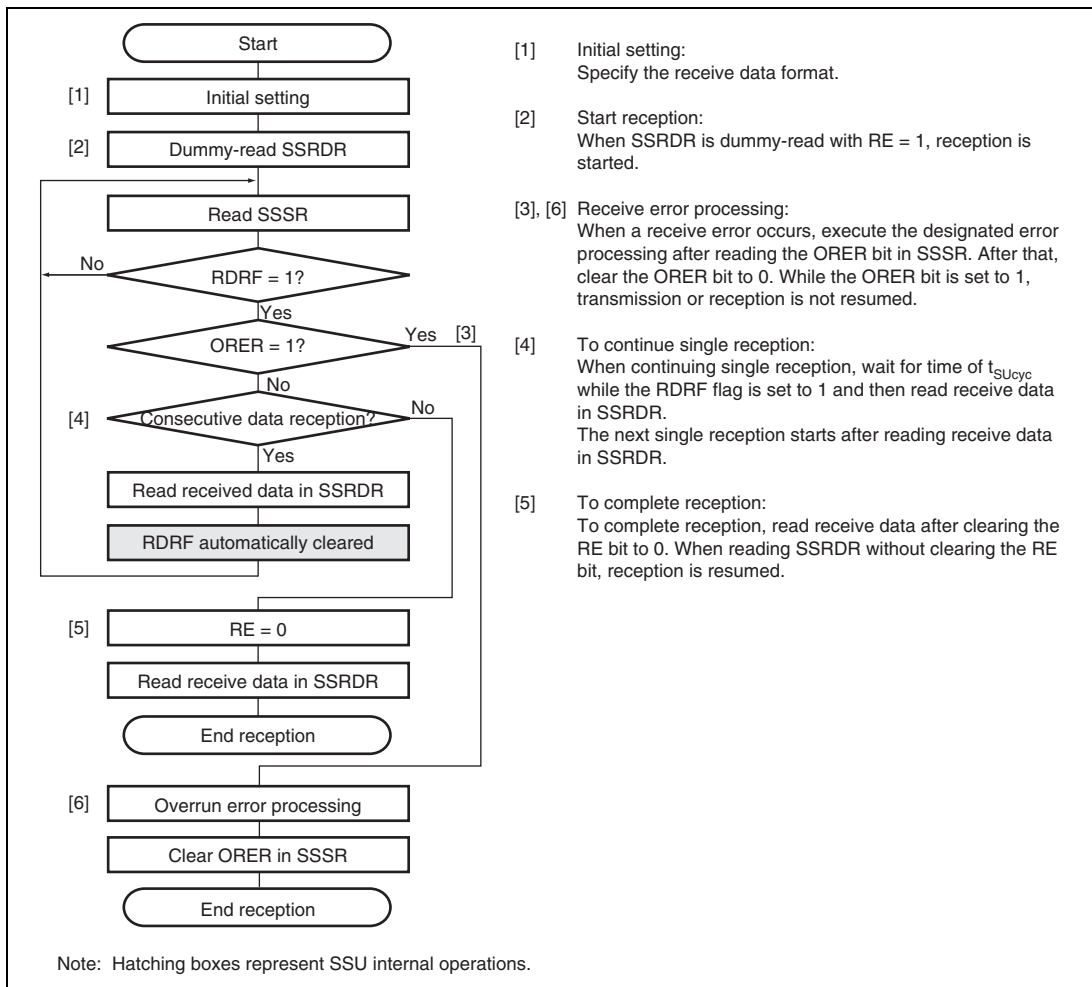 Start
[1] Initial setting
[2] Dummy-read SSRDR
Read SSSR
No
RDRF = 1?
Yes
ORER = 1?
Yes [3]
No
[4] Consecutive data reception?
No
Yes
Read received data in SSRDR
RDRF automatically cleared
[5] RE = 0
Read receive data in SSRDR
End reception
[6] Overrun error processing
Clear ORER in SSSR
End reception
[1] Initial setting:
Specify the receive data format.
[2] Start reception:
When SSRDR is dummy-read with RE = 1, reception is
started.
[3], [6] Receive error processing:
When a receive error occurs, execute the designated error
processing after reading the ORER bit in SSSR. After that,
clear the ORER bit to 0. While the ORER bit is set to 1,
transmission or reception is not resumed.
[4] To continue single reception:
When continuing single reception, wait for time of tSUcyc
while the RDRF flag is set to 1 and then read receive data
in SSRDR.
The next single reception starts after reading receive data
in SSRDR.
[5] To complete reception:
To complete reception, read receive data after clearing the
RE bit to 0. When reading SSRDR without clearing the RE
bit, reception is resumed.
Note: Hatching boxes represent SSU internal operations.